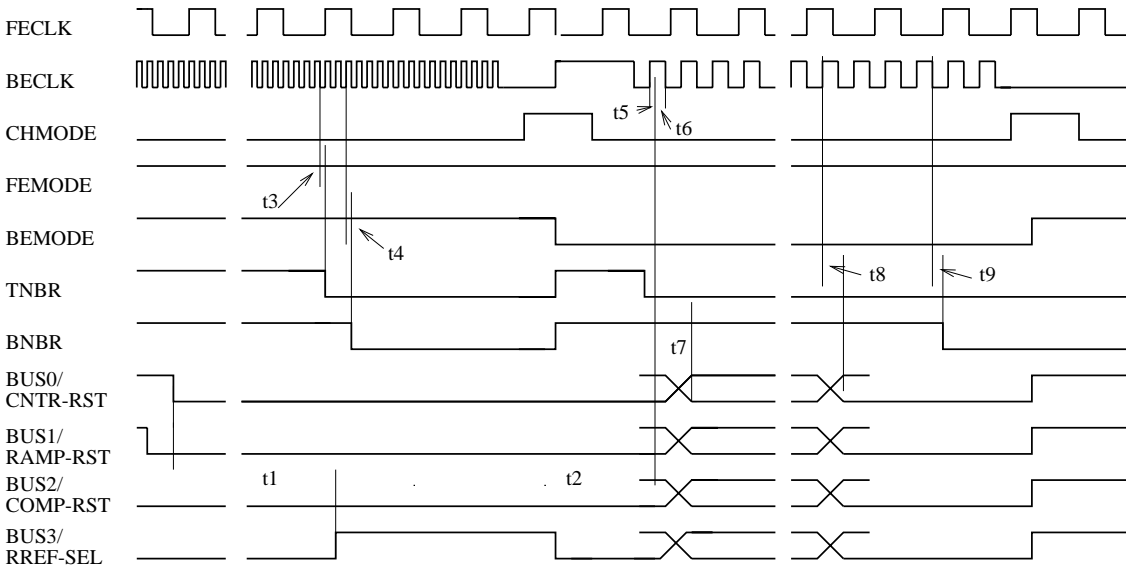 FECLK
BECLK
t5
t6
CHMODE
FEMODE
t3
BEMODE
t4
t8
t9
TNBR
BNBR
t7
BUS0/
CNTR-RST
BUS1/
RAMP-RST
t1
t2
BUS2/
COMP-RST
BUS3/
RREF-SEL